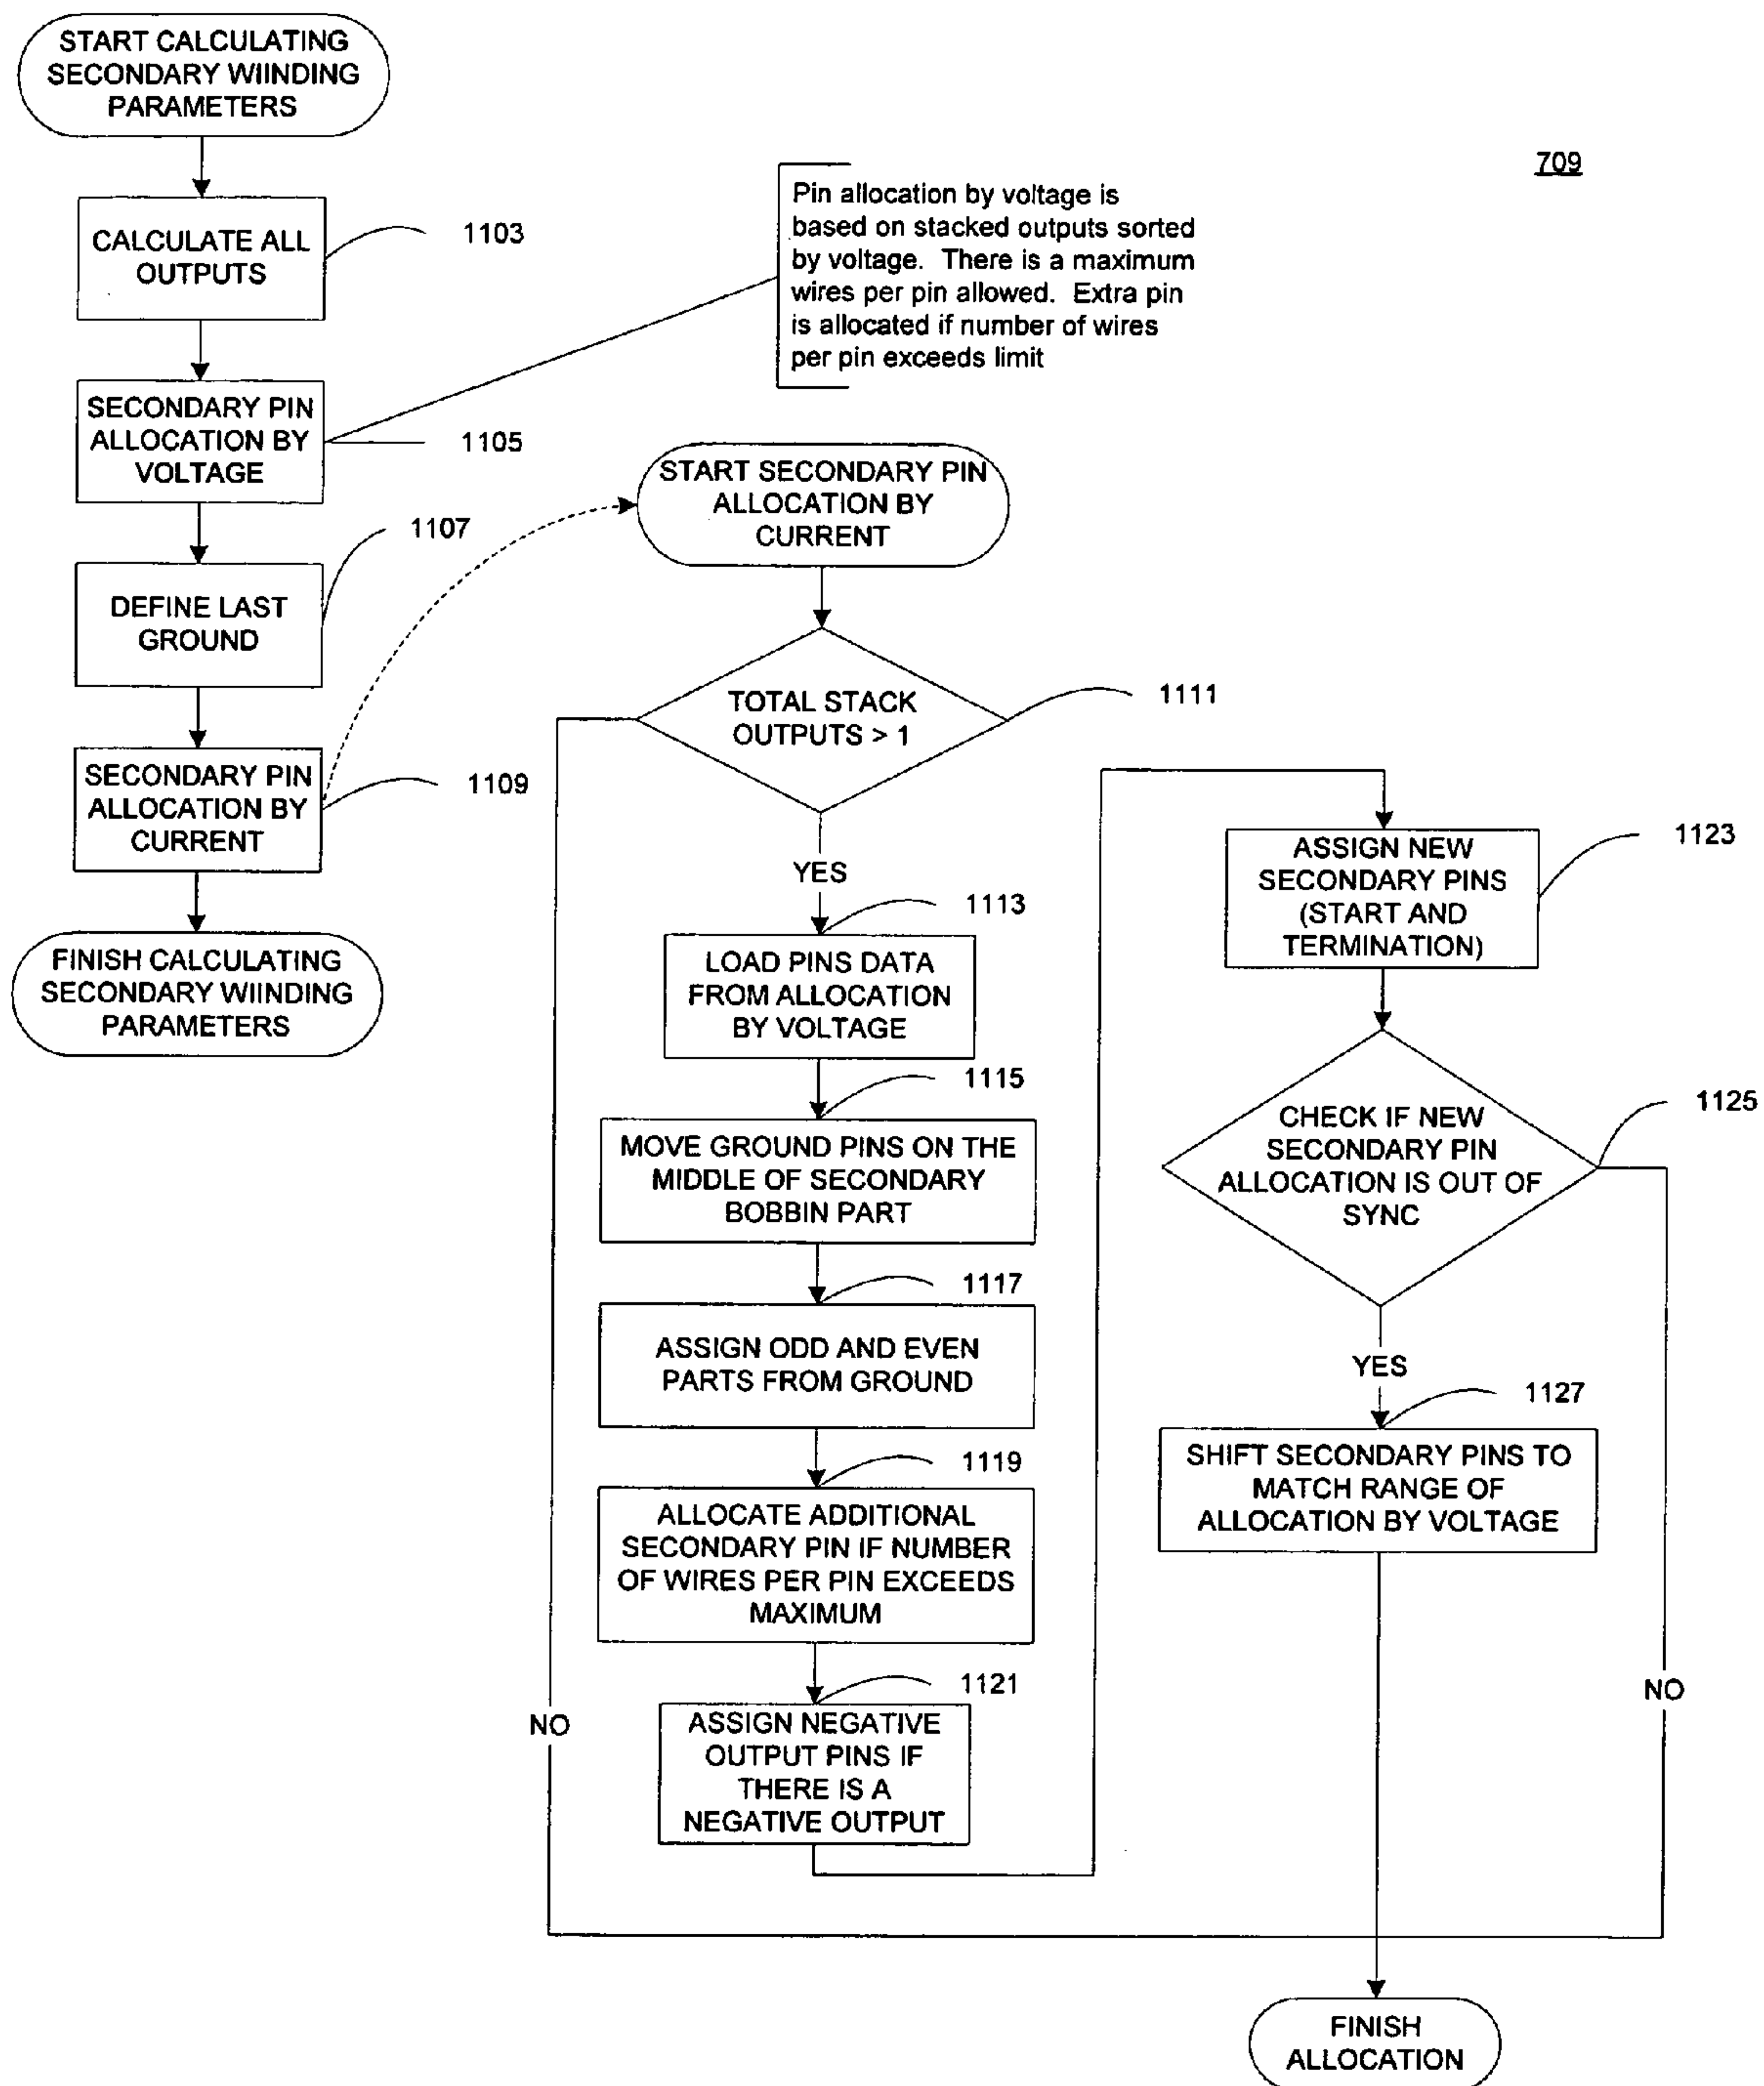 START CALCULATING
SECONDARY WIINDING
PARAMETERS
709
CALCULATE ALL
OUTPUTS
1103
Pin allocation by voltage is
based on stacked outputs sorted
by voltage. There is a maximum
wires per pin allowed. Extra pin
is allocated if number of wires
per pin exceeds limit
SECONDARY PIN
ALLOCATION BY
VOLTAGE
1105
DEFINE LAST
GROUND
1107
SECONDARY PIN
ALLOCATION BY
CURRENT
1109
FINISH CALCULATING
SECONDARY WIINDING
PARAMETERS
START SECONDARY PIN
ALLOCATION BY
CURRENT
TOTAL STACK
OUTPUTS > 1
1111
YES
NO
1113
LOAD PINS DATA
FROM ALLOCATION
BY VOLTAGE
1115
MOVE GROUND PINS ON THE
MIDDLE OF SECONDARY
BOBBIN PART
1117
ASSIGN ODD AND EVEN
PARTS FROM GROUND
1119
ALLOCATE ADDITIONAL
SECONDARY PIN IF NUMBER
OF WIRES PER PIN EXCEEDS
MAXIMUM
1121
ASSIGN NEGATIVE
OUTPUT PINS IF
THERE IS A
NEGATIVE OUTPUT
1123
ASSIGN NEW
SECONDARY PINS
(START AND
TERMINATION)
1125
CHECK IF NEW
SECONDARY PIN
ALLOCATION IS OUT OF
SYNC
YES
NO
1127
SHIFT SECONDARY PINS TO
MATCH RANGE OF
ALLOCATION BY VOLTAGE
FINISH
ALLOCATION